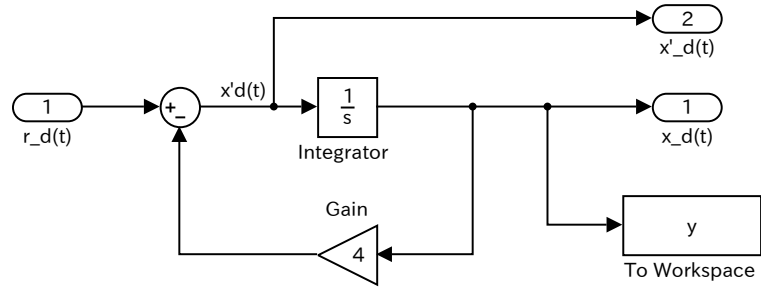 2
x'_d(t)
1
r_d(t)
+
-
x'd(t)
1
s
Integrator
1
x_d(t)
Gain
4
y
To Workspace